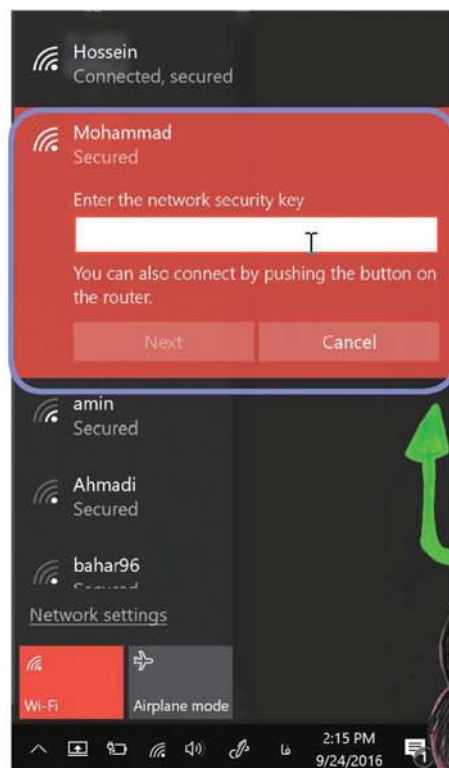 Hossein
Connected, secured
Mohammad
Secured
Enter the network security key
You can also connect by pushing the button on
the router.
Next
Cancel
amin
Secured
Ahmadi
Secured
bahar96
Secured
Network settings
Wi-Fi
Airplane mode
فا
2:15 PM
9/24/2016
1